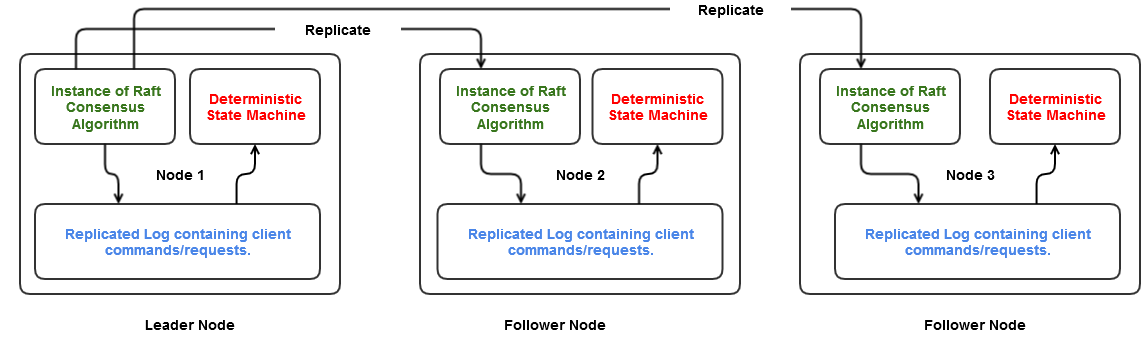 Replicate
Replicate
Instance of Raft
Consensus
Algorithm
Deterministic
State Machine
Node 1
Replicated Log containing client
commands/requests.
Leader Node
Instance of Raft
Consensus
Algorithm
Deterministic
State Machine
Node 2
Replicated Log containing client
commands/requests.
Follower Node
Instance of Raft
Consensus
Algorithm
Deterministic
State Machine
Node 3
Replicated Log containing client
commands/requests.
Follower Node